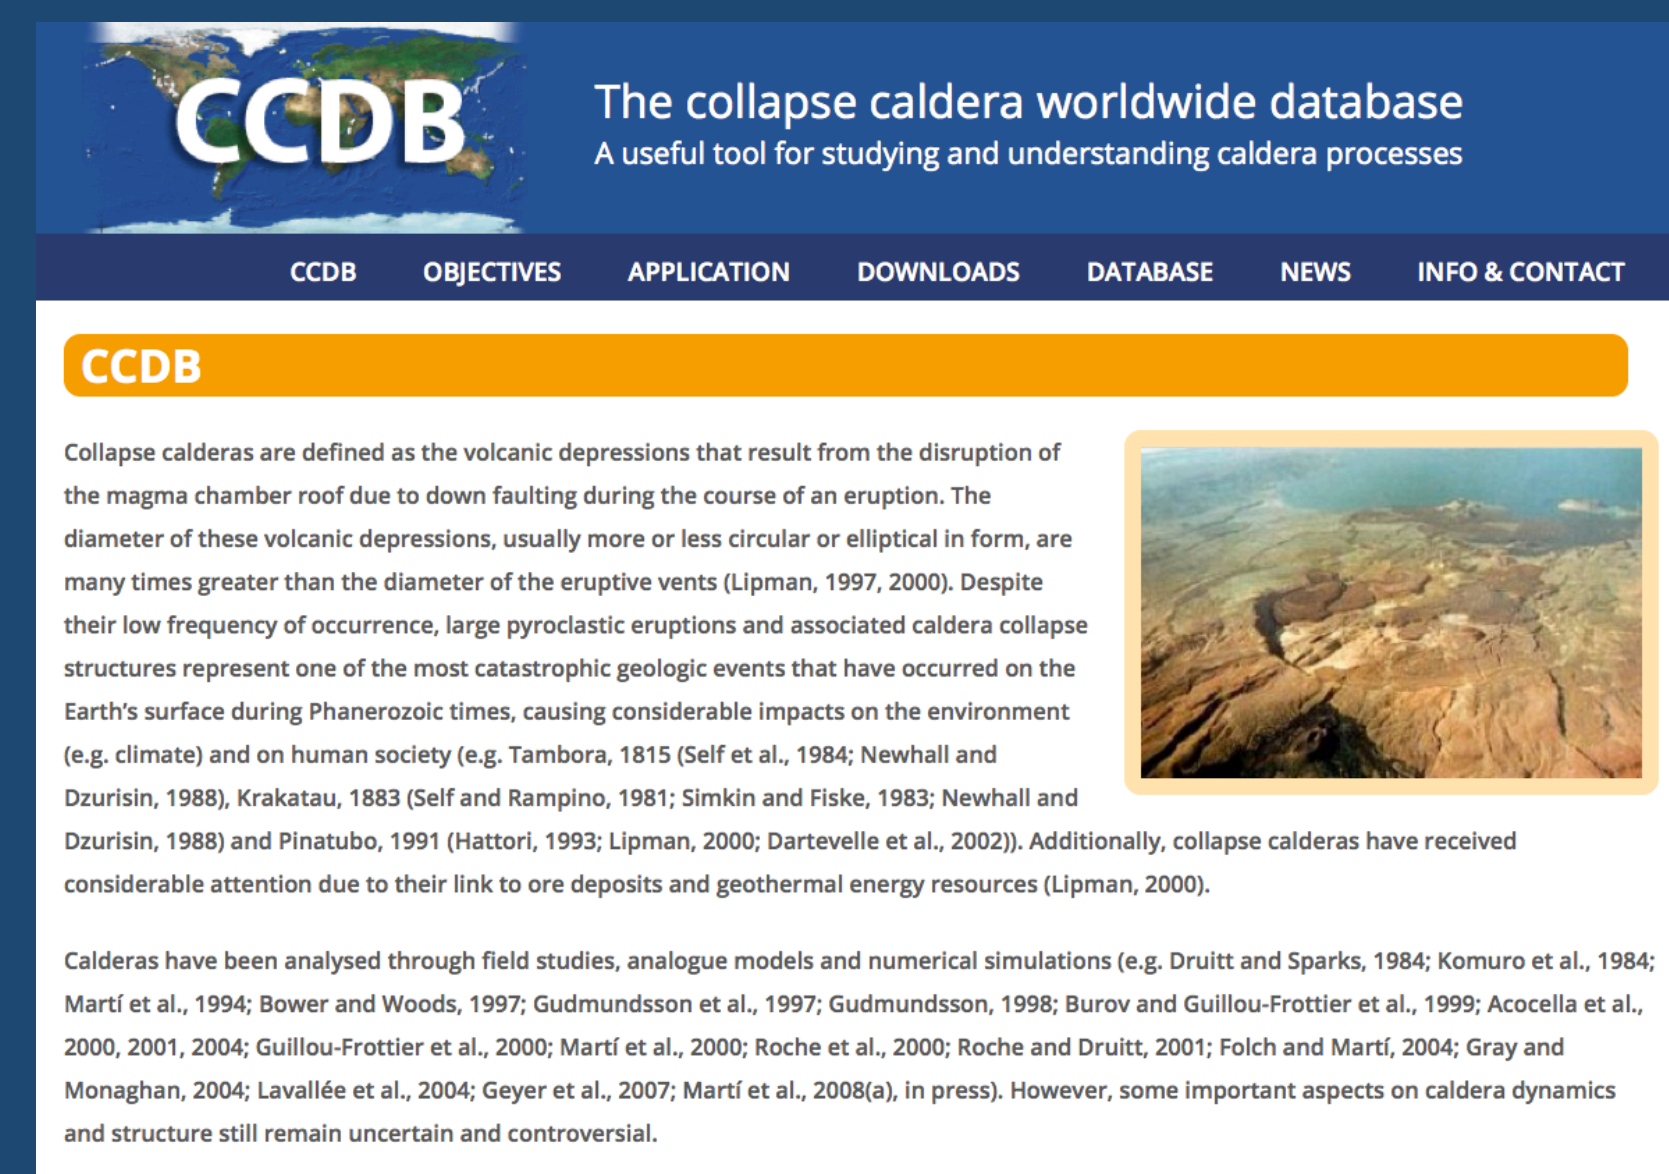 CCDB
The collapse caldera worldwide database
A useful tool for studying and understanding caldera processes
CCDB OBJECTIVES APPLICATION DOWNLOADS DATABASE NEWS INFO & CONTACT
CCDB
Collapse calderas are defined as the volcanic depressions that result from the disruption of
the magma chamber roof due to down faulting during the course of an eruption. The
diameter of these volcanic depressions, usually more or less circular or elliptical in form, are
many times greater than the diameter of the eruptive vents (Lipman, 1997, 2000). Despite
their low frequency of occurrence, large pyroclastic eruptions and associated caldera collapse
structures represent one of the most catastrophic geologic events that have occurred on the
Earth's surface during Phanerozoic times, causing considerable impacts on the environment
(e.g. climate) and on human society (e.g. Tambora, 1815 (Self et al., 1984; Newhall and
Dzurisin, 1988), Krakatau, 1883 (Self and Rampino, 1981; Simkin and Fiske, 1983; Newhall and
Dzurisin, 1988) and Pinatubo, 1991 (Hattori, 1993; Lipman, 2000; Dartevelle et al., 2002)). Additionally, collapse calderas have received
considerable attention due to their link to ore deposits and geothermal energy resources (Lipman, 2000).
Calderas have been analysed through field studies, analogue models and numerical simulations (e.g. Druitt and Sparks, 1984; Komuro et al., 1984;
Martí et al., 1994; Bower and Woods, 1997; Gudmundsson et al., 1997; Gudmundsson, 1998; Burov and Guillou-Frottier et al., 1999; Acocella et al.,
2000, 2001, 2004; Guillou-Frottier et al., 2000; Martí et al., 2000; Roche et al., 2000; Roche and Druitt, 2001; Folch and Martí, 2004; Gray and
Monaghan, 2004; Lavallée et al., 2004; Geyer et al., 2007; Martí et al., 2008(a), in press). However, some important aspects on caldera dynamics
and structure still remain uncertain and controversial.